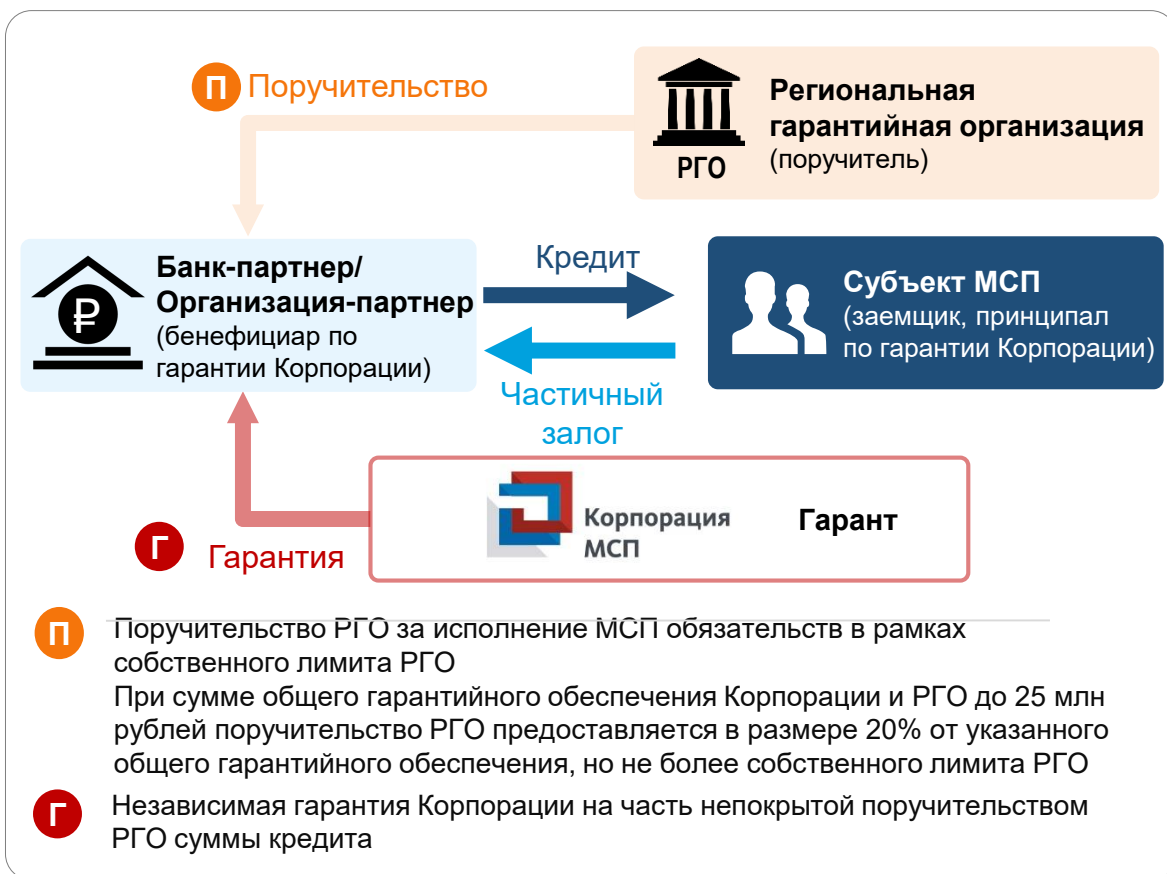 П Поручительство
Региональная
гарантийная организация
(поручитель)
РГО
Банк-партнер/
Организация-партнер
(бенефициар по
гарантии Корпорации)
₽
Кредит
Частичный
залог
Субъект МСП
(заемщик, принципал
по гарантии Корпорации)
Корпорация
МСП
Гарант
Г Гарантия
П Поручительство РГО за исполнение МСП обязательств в рамках
собственного лимита РГО
При сумме общего гарантийного обеспечения Корпорации и РГО до 25 млн
рублей поручительство РГО предоставляется в размере 20% от указанного
общего гарантийного обеспечения, но не более собственного лимита РГО
Г Независимая гарантия Корпорации на часть непокрытой поручительством
РГО суммы кредита